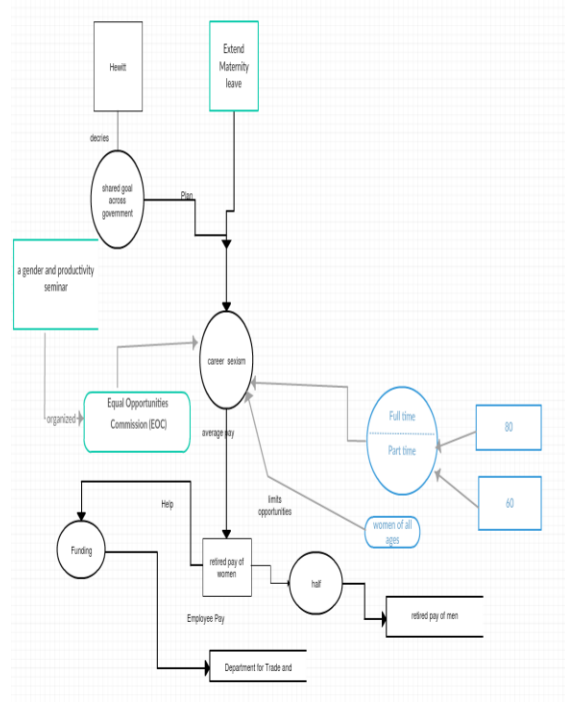 Hewitt
Extend
Maternity
leave
decries
shared goal
across
government
Plan
a gender and productivity
seminar
career sexism
Equal Opportunities
Commission (EOC)
organized
average pay
Full time
Part time
80
60
limits
opportunities
women of all
ages
Help
Funding
retired pay of
women
half
retired pay of men
Employee Pay
Department for Trade and